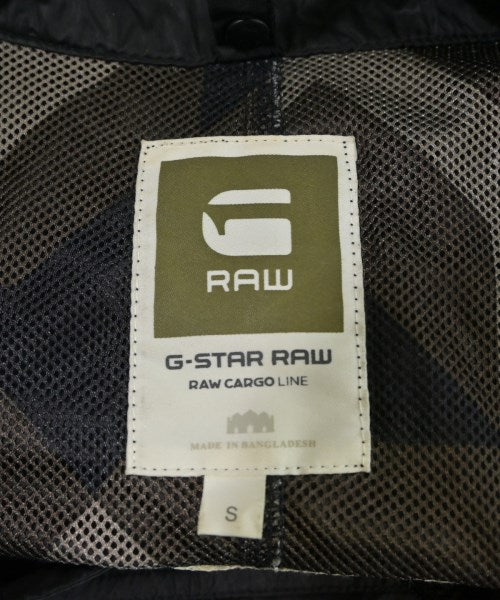 G
RAW
G-STAR RAW
RAW CARGO LINE
MADE IN BANGLADESH
S